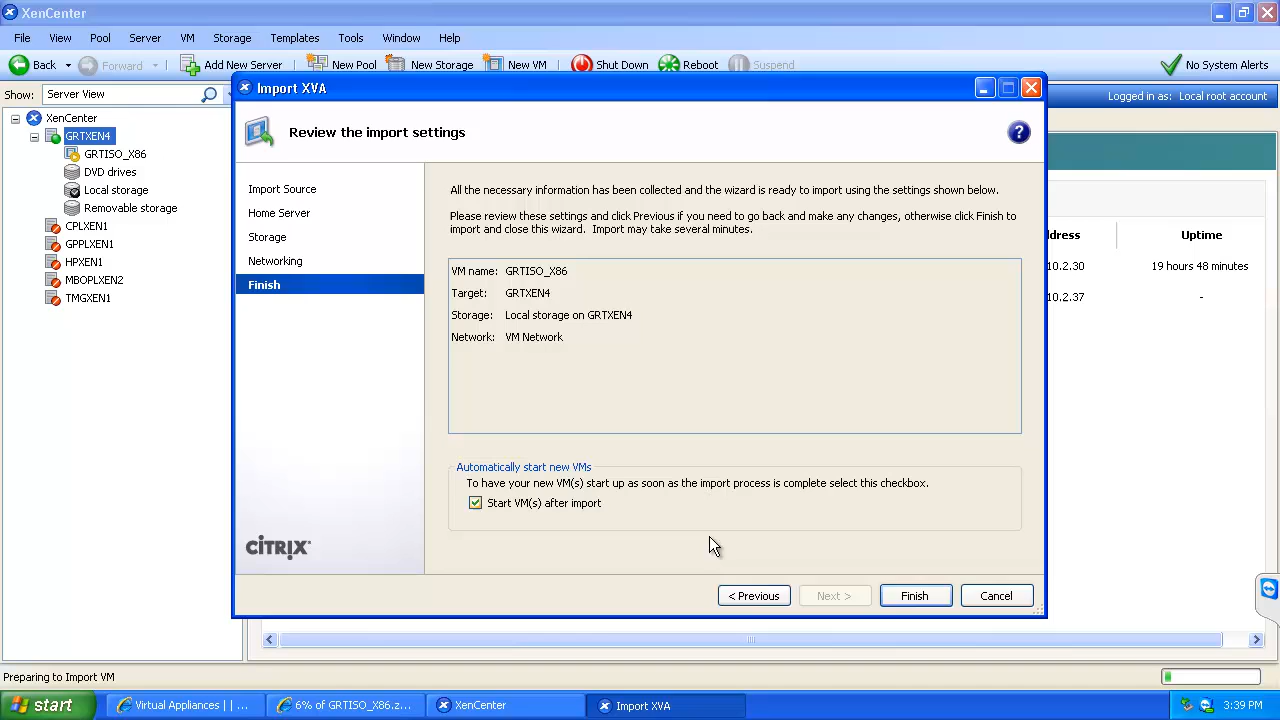 XenCenter
File View Pool Server VM Storage Templates Tools Window Help
Back Forward Add New Server New Pool New Storage New VM Shut Down Reboot Suspend No System Alerts
Show: Server View
Logged in as: Local root account
XenCenter
GRTXEN4
GRTISO_X86
DVD drives
Local storage
Removable storage
CPLXEN1
GPPLXEN1
HPXEN1
MBOPLXEN2
TMGXEN1
Import XVA
Review the import settings
?
Import Source
Home Server
Storage
Networking
Finish
CITRIX
All the necessary information has been collected and the wizard is ready to import using the settings shown below.
Please review these settings and click Previous if you need to go back and make any changes, otherwise click Finish to
import and close this wizard. Import may take several minutes.
VM name: GRTISO_X86
Target: GRTXEN4
Storage: Local storage on GRTXEN4
Network: VM Network
Automatically start new VMs
To have your new VM(s) start up as soon as the import process is complete select this checkbox.
Start VM(s) after import
< Previous Next > Finish Cancel
dress Uptime
10.2.30 19 hours 48 minutes
10.2.37 -
Preparing to Import VM
start Virtual Appliances | | ... 6% of GRTISO_X86.z... XenCenter Import XVA 3:39 PM